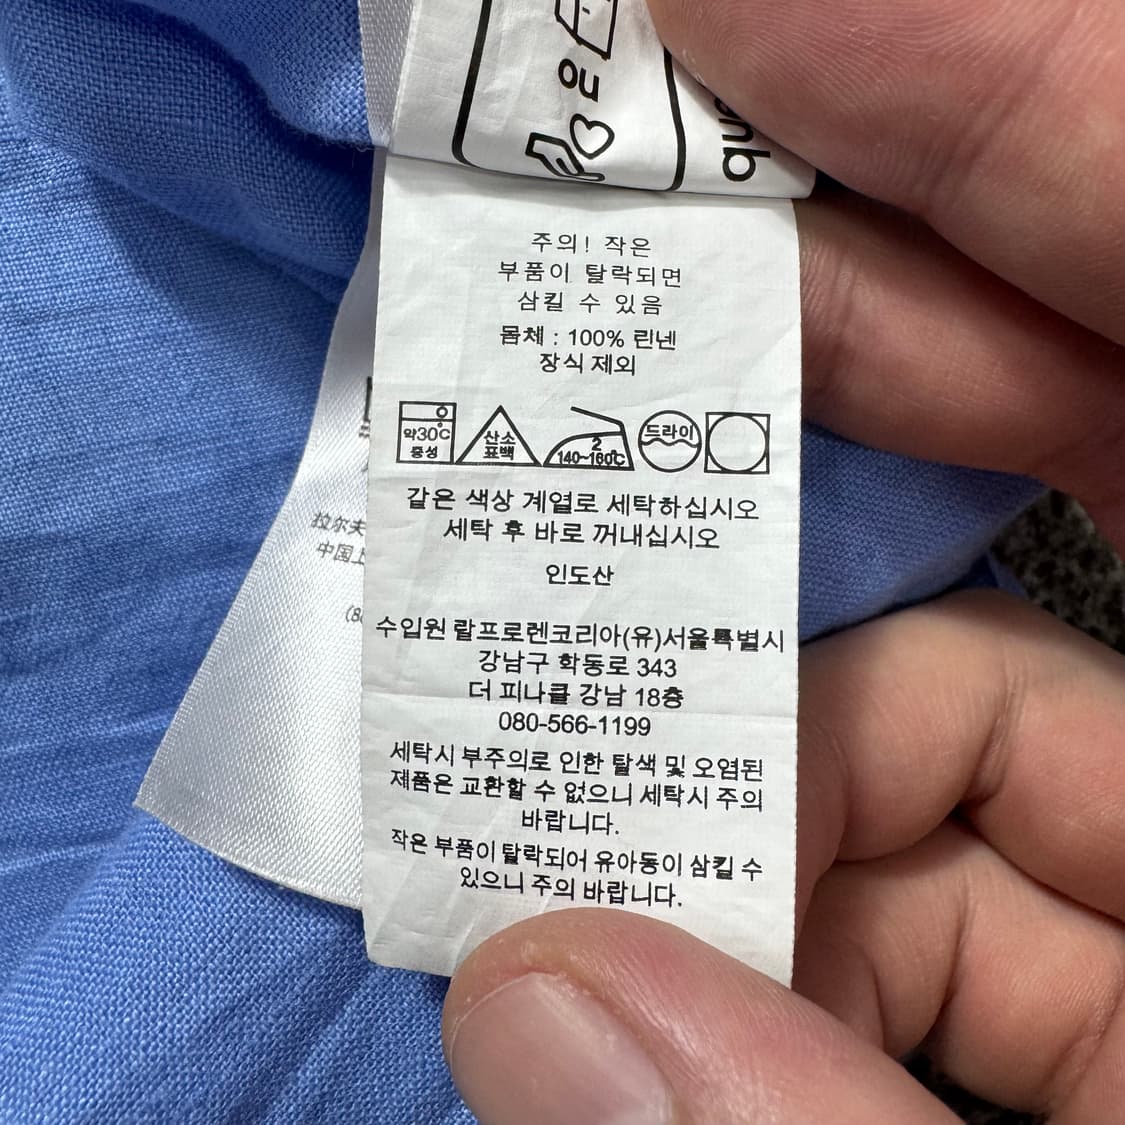 주의! 작은
부품이 탈락되면
삼킬 수 있음
몸체 : 100% 린넨
장식 제외
약30℃
중성
산소
표백
2
140~160℃
드라이
같은 색상 계열로 세탁하십시오
세탁 후 바로 꺼내십시오
인도산
수입원 랄프로렌코리아(유)서울특별시
강남구 학동로 343
더 피나클 강남 18층
080-566-1199
세탁시 부주의로 인한 탈색 및 오염된
제품은 교환할 수 없으니 세탁시 주의
바랍니다.
작은 부품이 탈락되어 유아동이 삼킬 수
있으니 주의 바랍니다.
拉尔夫
中国